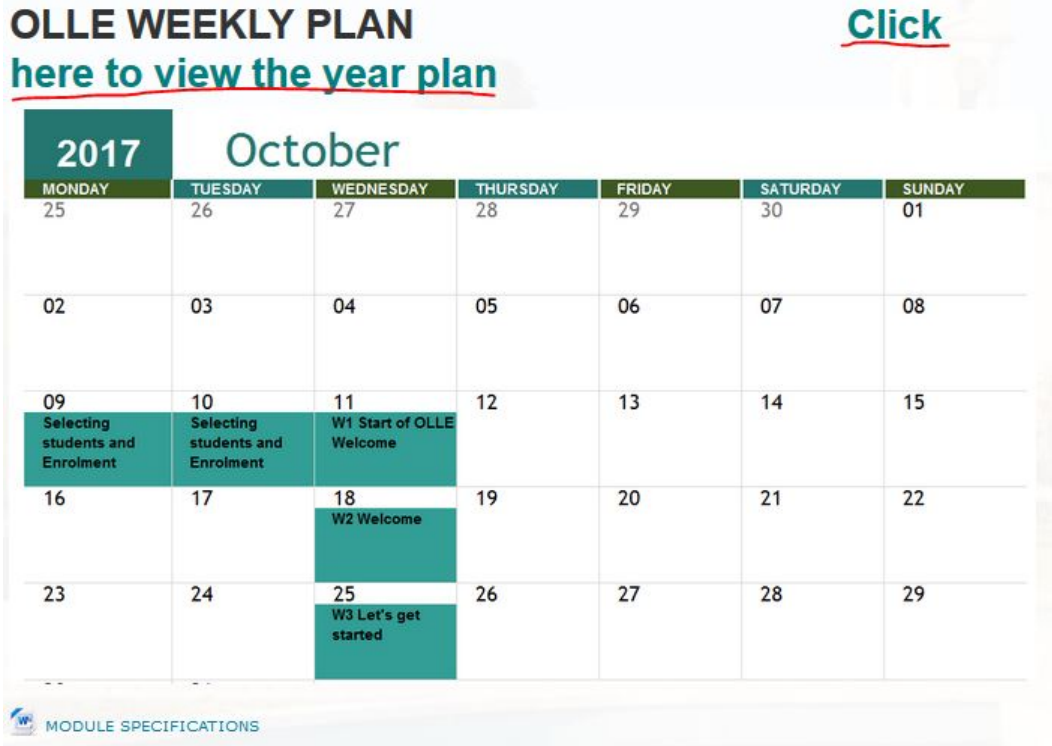 OLLE WEEKLY PLAN Click
here to view the year plan
2017 October
MONDAY TUESDAY WEDNESDAY THURSDAY FRIDAY SATURDAY SUNDAY
25 26 27 28 29 30 01
02 03 04 05 06 07 08
09 10 11 12 13 14 15
Selecting Selecting W1 Start of OLLE
students and students and Welcome
Enrolment Enrolment
16 17 18 19 20 21 22
W2 Welcome
23 24 25 26 27 28 29
W3 Let's get
started
MODULE SPECIFICATIONS